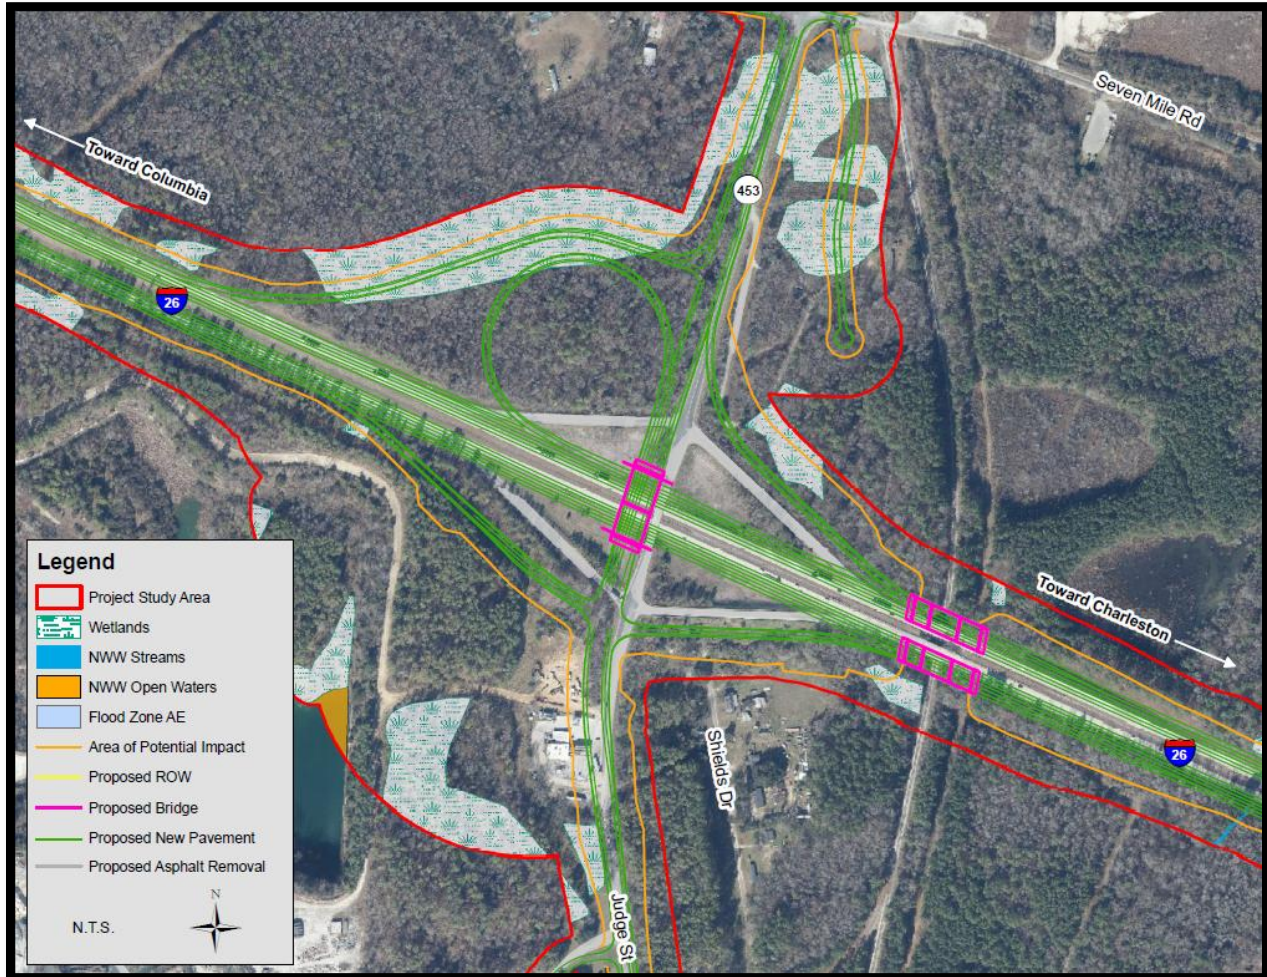 Seven Mile Rd
Toward Columbia
453
26
Toward Charleston
26
Shields Dr
Judge St
Legend
Project Study Area
Wetlands
NWW Streams
NWW Open Waters
Flood Zone AE
Area of Potential Impact
Proposed ROW
Proposed Bridge
Proposed New Pavement
Proposed Asphalt Removal
N
N.T.S.